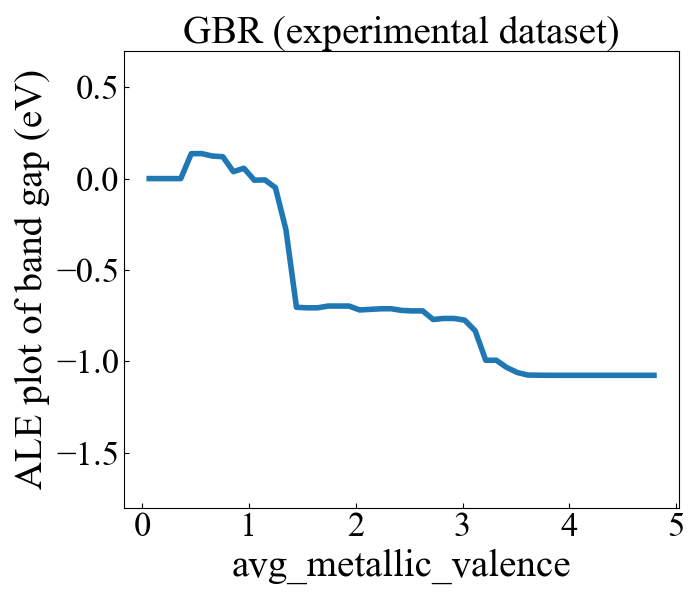 GBR (experimental dataset)
ALE plot of band gap (eV)
0.5
0.0
−0.5
−1.0
−1.5
0 1 2 3 4 5
avg_metallic_valence